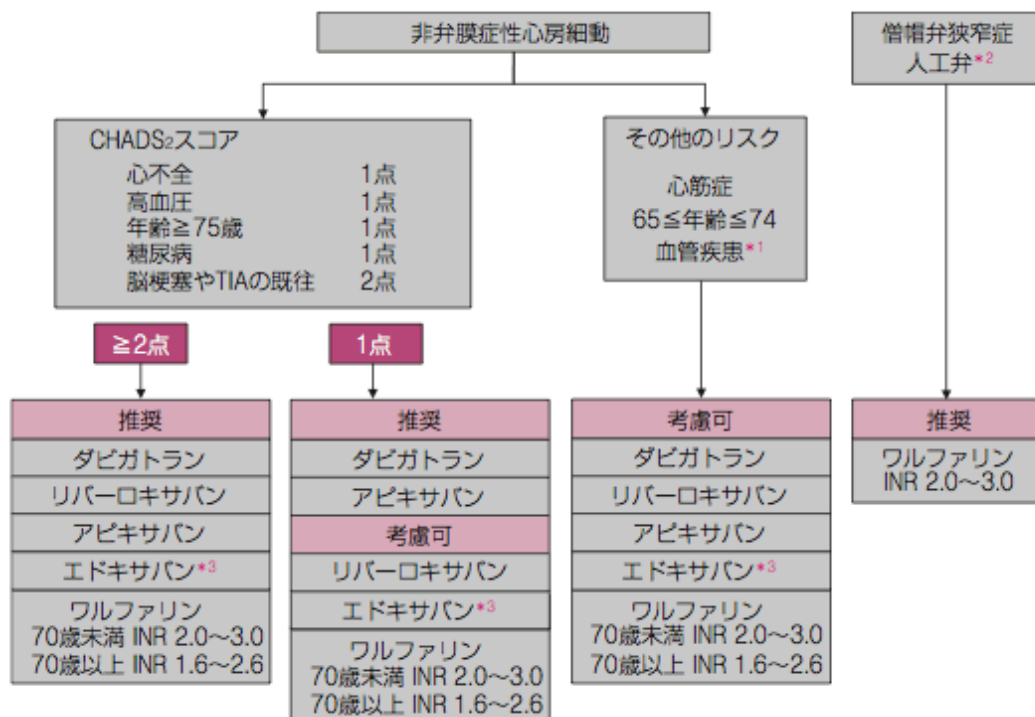 非弁膜症性心房細動
僧帽弁狭窄症
人工弁*2
CHADS2スコア
心不全 1点
高血圧 1点
年齢≧75歳 1点
糖尿病 1点
脳梗塞やTIAの既往 2点
その他のリスク
心筋症
65≦年齢≦74
血管疾患*1
≧2点
1点
推奨
ダビガトラン
リバーロキサバン
アピキサバン
エドキサバン*3
ワルファリン
70歳未満 INR 2.0〜3.0
70歳以上 INR 1.6〜2.6
推奨
ダビガトラン
アピキサバン
考慮可
リバーロキサバン
エドキサバン*3
ワルファリン
70歳未満 INR 2.0〜3.0
70歳以上 INR 1.6〜2.6
考慮可
ダビガトラン
リバーロキサバン
アピキサバン
エドキサバン*3
ワルファリン
70歳未満 INR 2.0〜3.0
70歳以上 INR 1.6〜2.6
推奨
ワルファリン
INR 2.0〜3.0